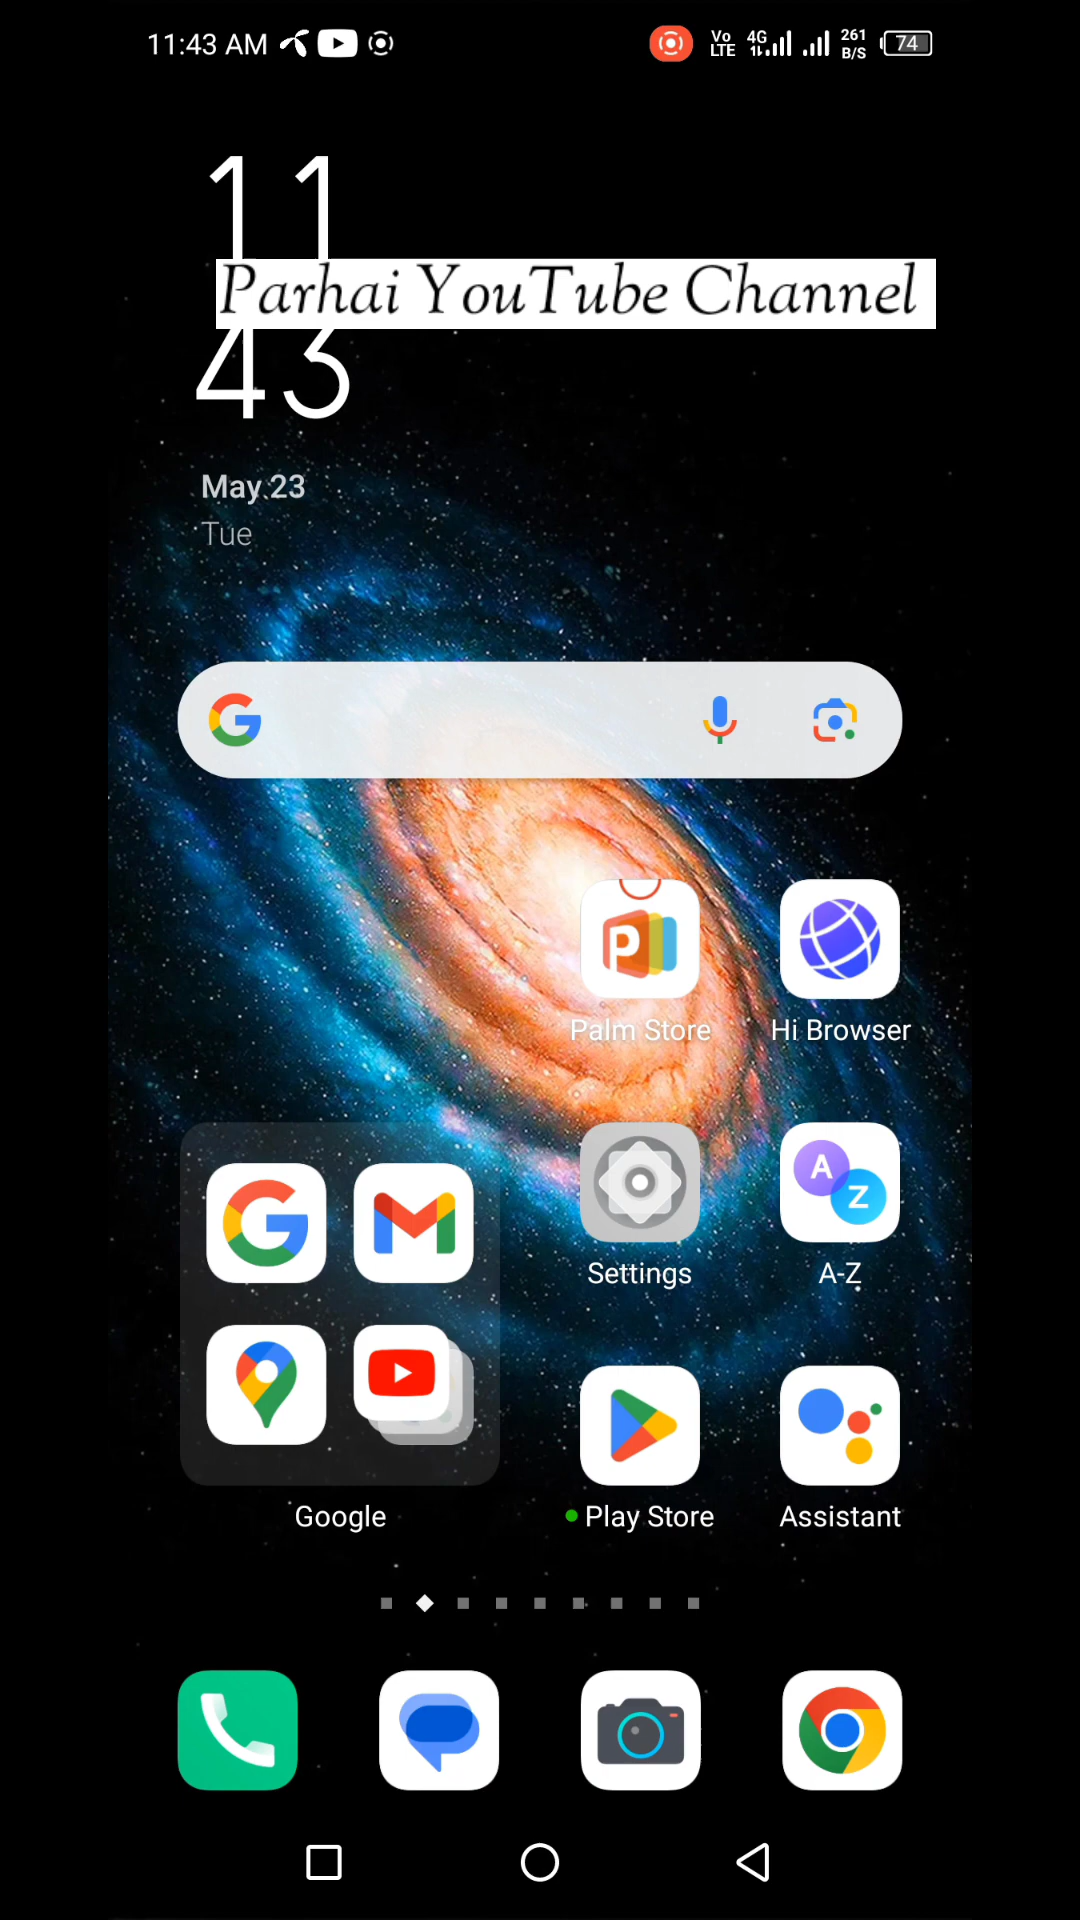 11:43 AM
Vo LTE 4G 261 B/S 74
11
Parhai YouTube Channel
43
May 23
Tue
Palm Store
Hi Browser
A
Z
Settings
A-Z
Google
Play Store
Assistant